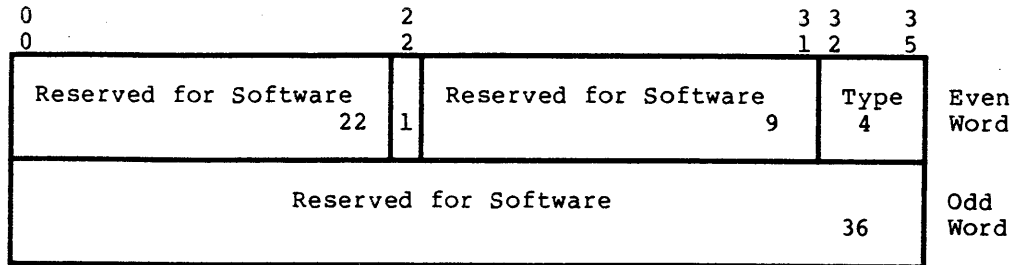 0 2 3 3 3
0 2 1 2 5
Reserved for Software Reserved for Software Type Even
22 1 9 4 Word
Reserved for Software Odd
36 Word